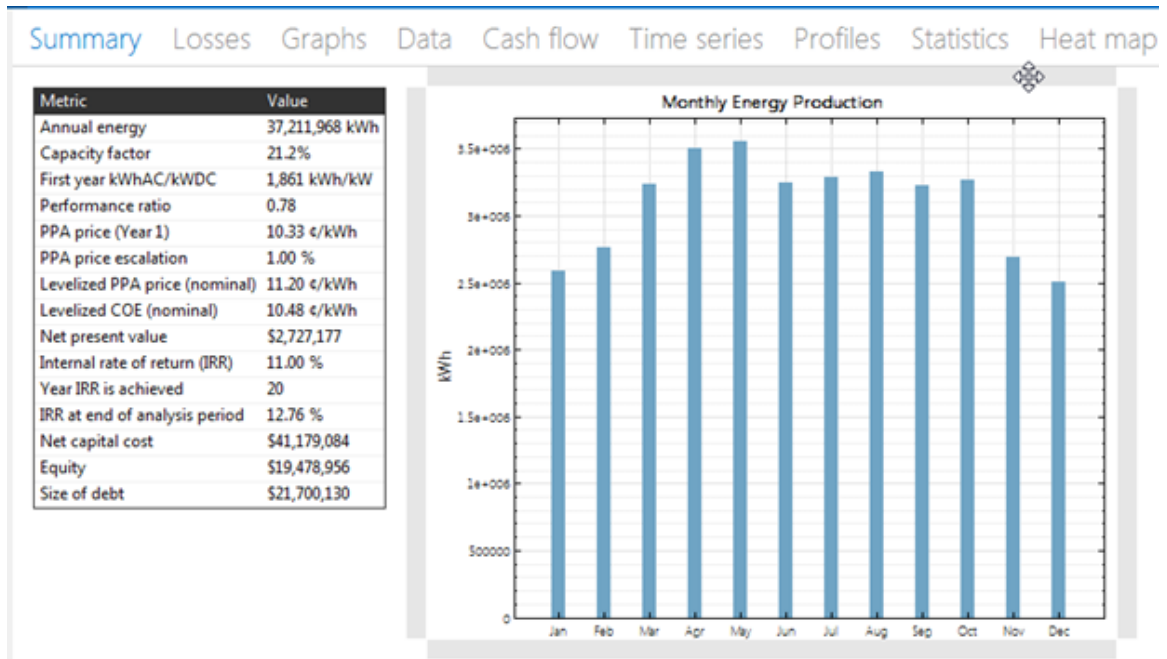 Summary Losses Graphs Data Cash flow Time series Profiles Statistics Heat map
Metric Value
Annual energy 37,211,968 kWh
Capacity factor 21.2%
First year kWhAC/kWDC 1,861 kWh/kW
Performance ratio 0.78
PPA price (Year 1) 10.33 ¢/kWh
PPA price escalation 1.00 %
Levelized PPA price (nominal) 11.20 ¢/kWh
Levelized COE (nominal) 10.48 ¢/kWh
Net present value $2,727,177
Internal rate of return (IRR) 11.00 %
Year IRR is achieved 20
IRR at end of analysis period 12.76 %
Net capital cost $41,179,084
Equity $19,478,956
Size of debt $21,700,130
Monthly Energy Production
3.5e+006
3e+006
2.5e+006
2e+006
1.5e+006
1e+006
500000
0
kWh
Jan Feb Mar Apr May Jun Jul Aug Sep Oct Nov Dec